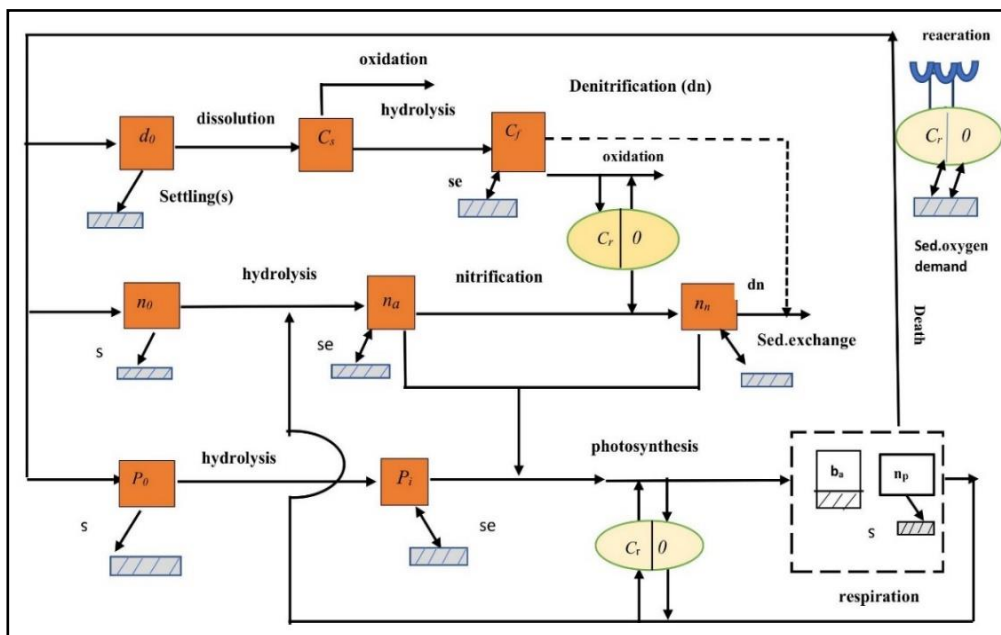 reaeration
oxidation
Denitrification (dn)
hydrolysis
dissolution
d₀
Cₛ
C_f
Cᵣ 0
oxidation
Settling(s)
se
Cᵣ 0
Sed.oxygen
demand
hydrolysis
nitrification
dn
n₀
nₐ
nₙ
Sed.exchange
s
se
Death
hydrolysis
photosynthesis
P₀
Pᵢ
bₐ
nₚ
s
se
s
Cᵣ 0
respiration